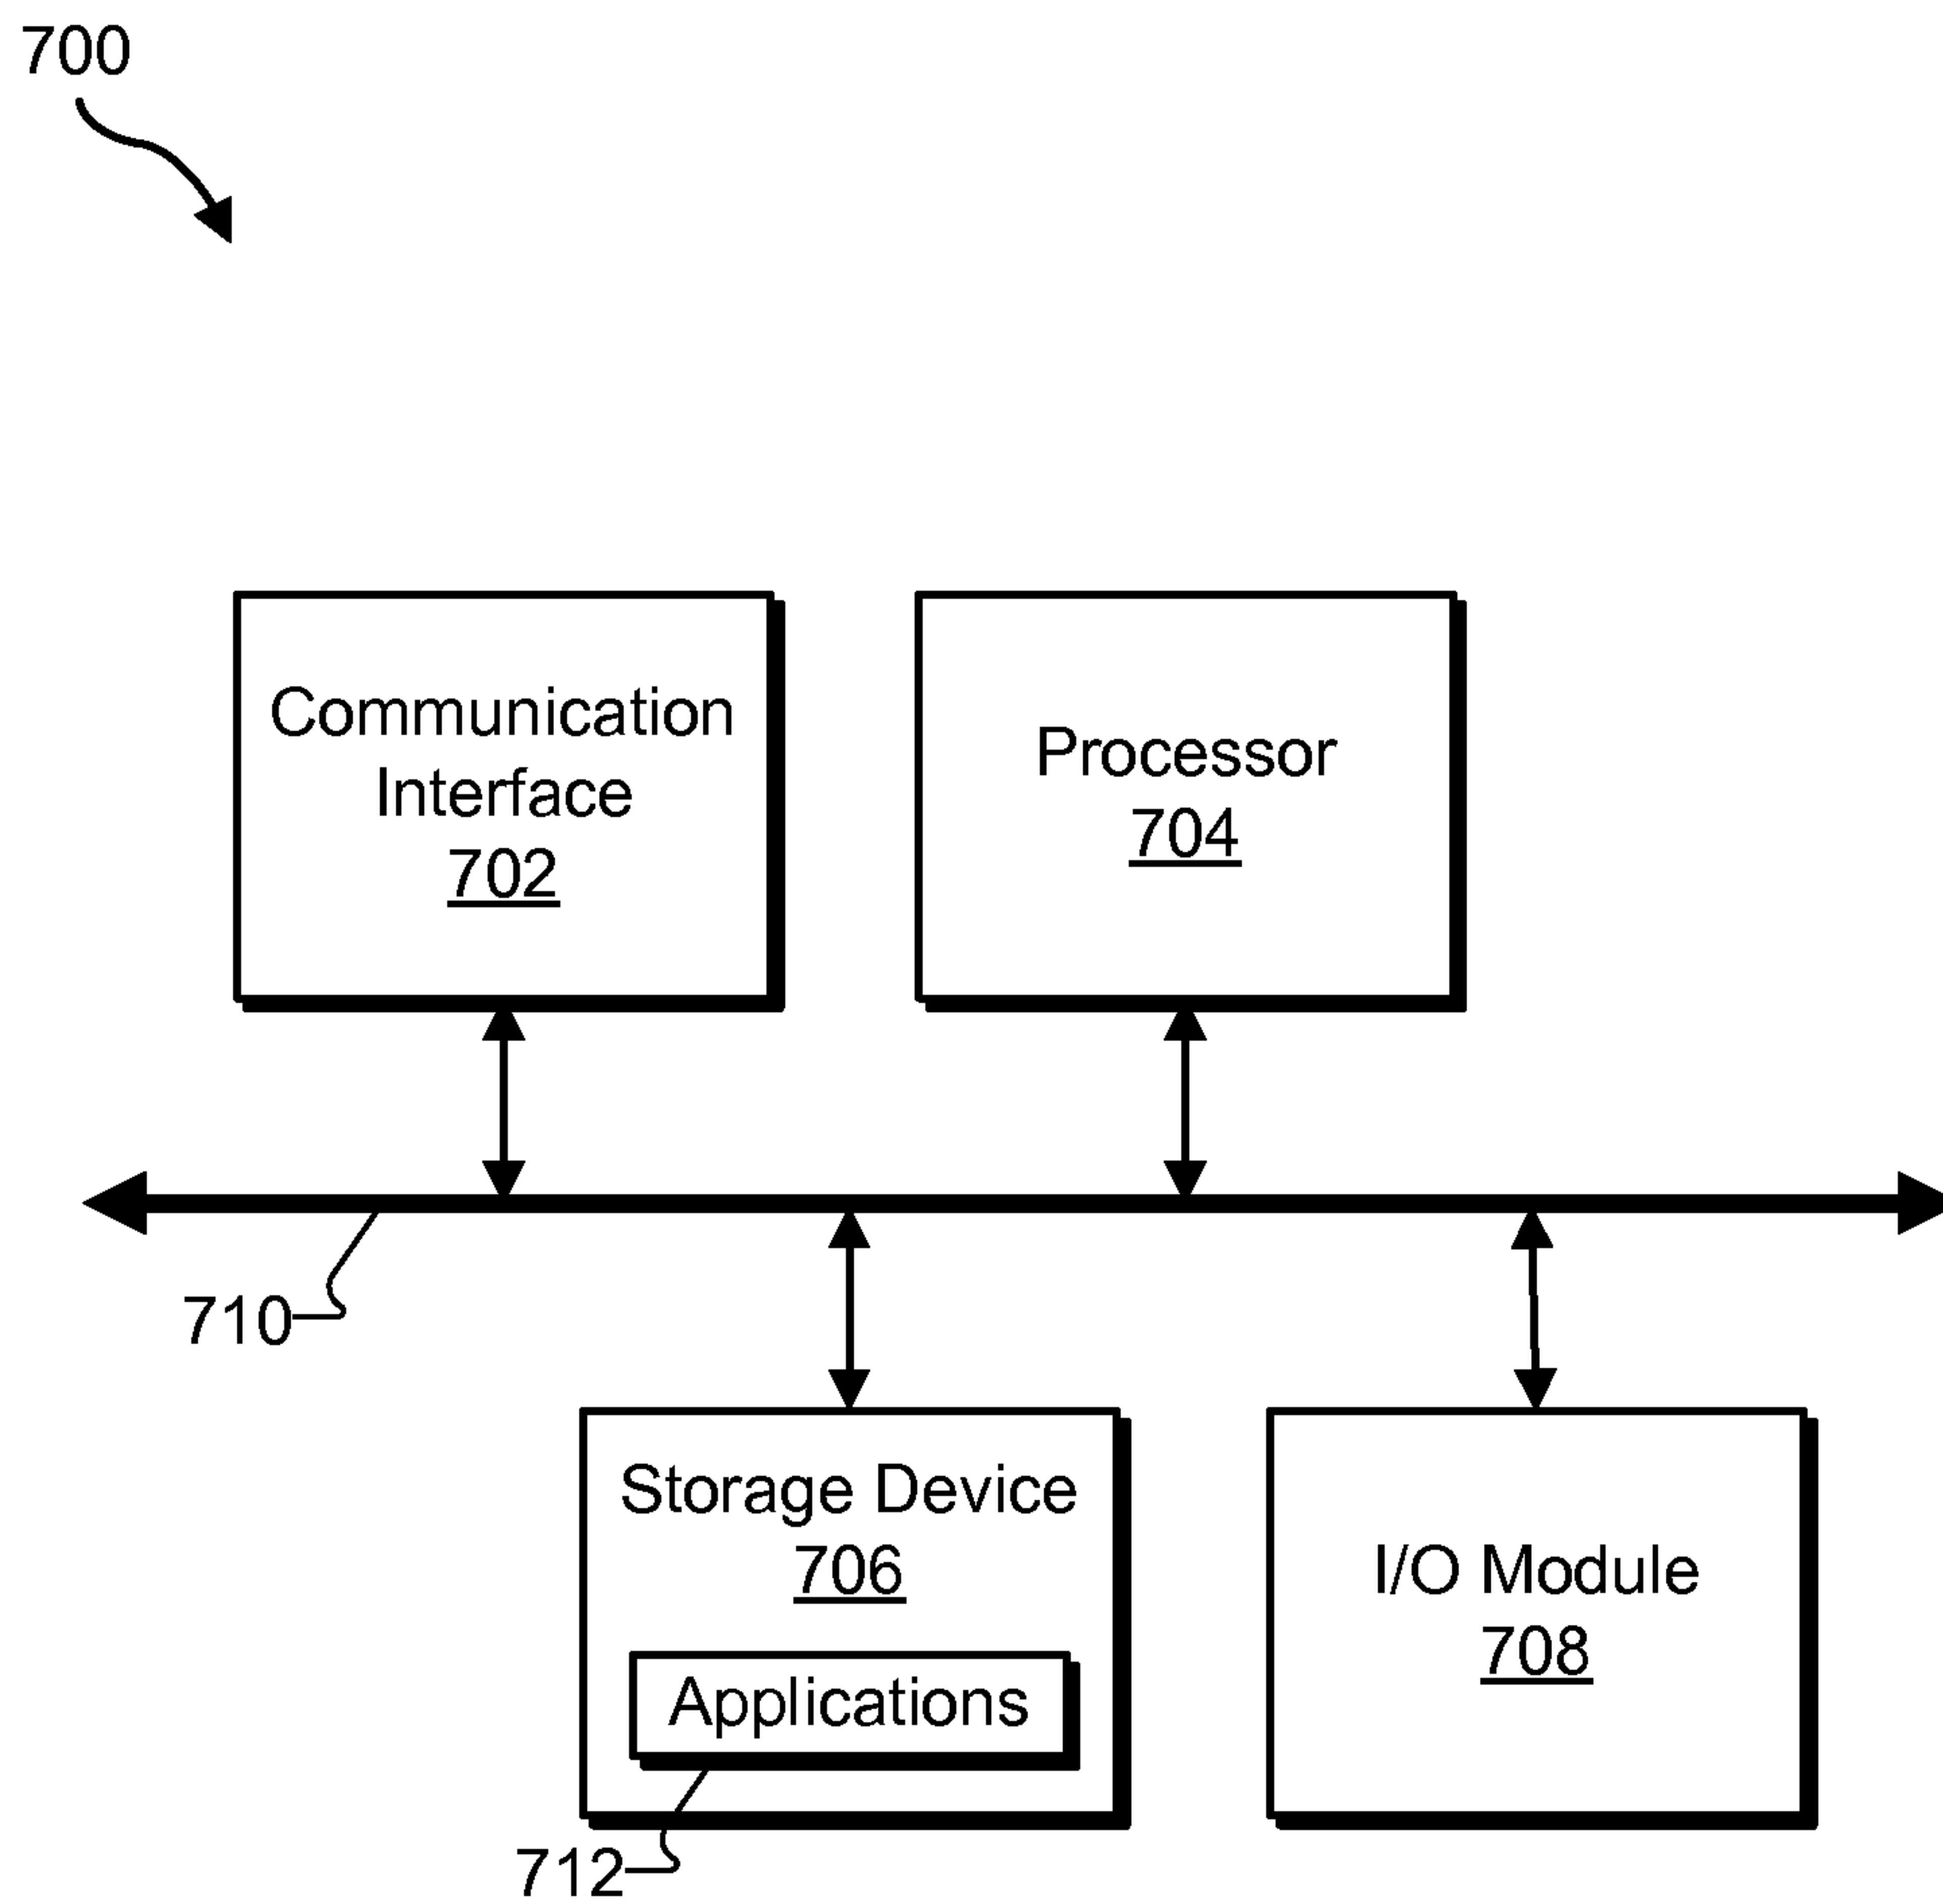 700
Communication
Interface
702
Processor
704
710
Storage Device
706
Applications
712
I/O Module
708